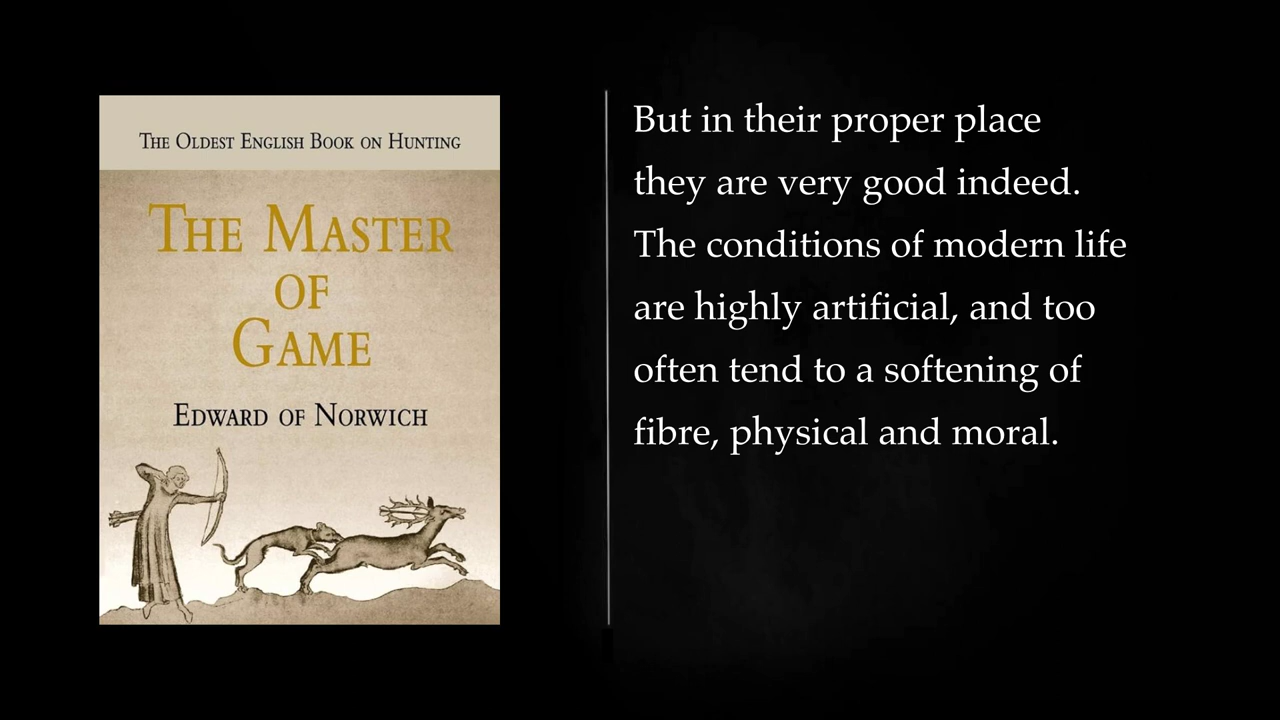 The Oldest English Book on Hunting
The Master
of
Game
Edward of Norwich
But in their proper place
they are very good indeed.
The conditions of modern life
are highly artificial, and too
often tend to a softening of
fibre, physical and moral.